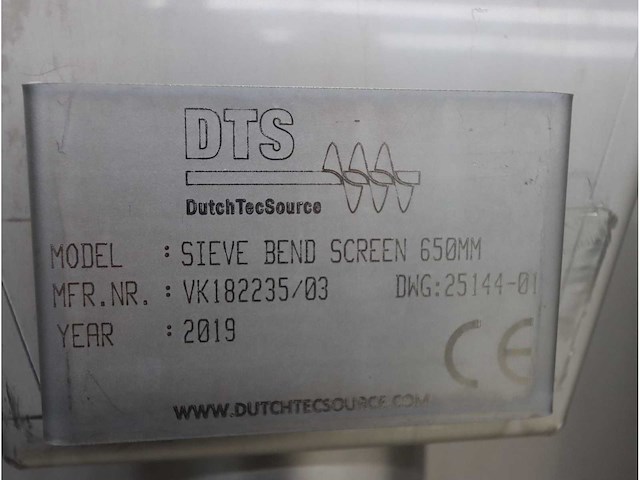 DTS
DutchTecSource
MODEL : SIEVE BEND SCREEN 650MM
MFR.NR. : VK182235/03 DWG:25144-01
YEAR : 2019
CE
WWW.DUTCHTECSOURCE.COM